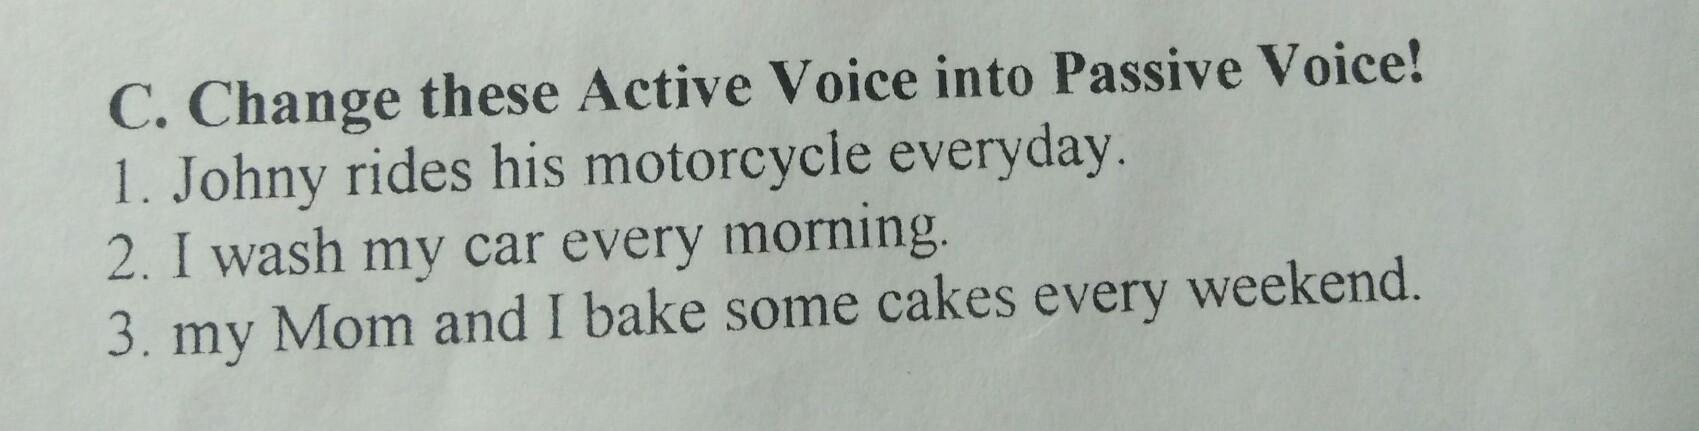 C. Change these Active Voice into Passive Voice!
1. Johny rides his motorcycle everyday.
2. I wash my car every morning.
3. my Mom and I bake some cakes every weekend.